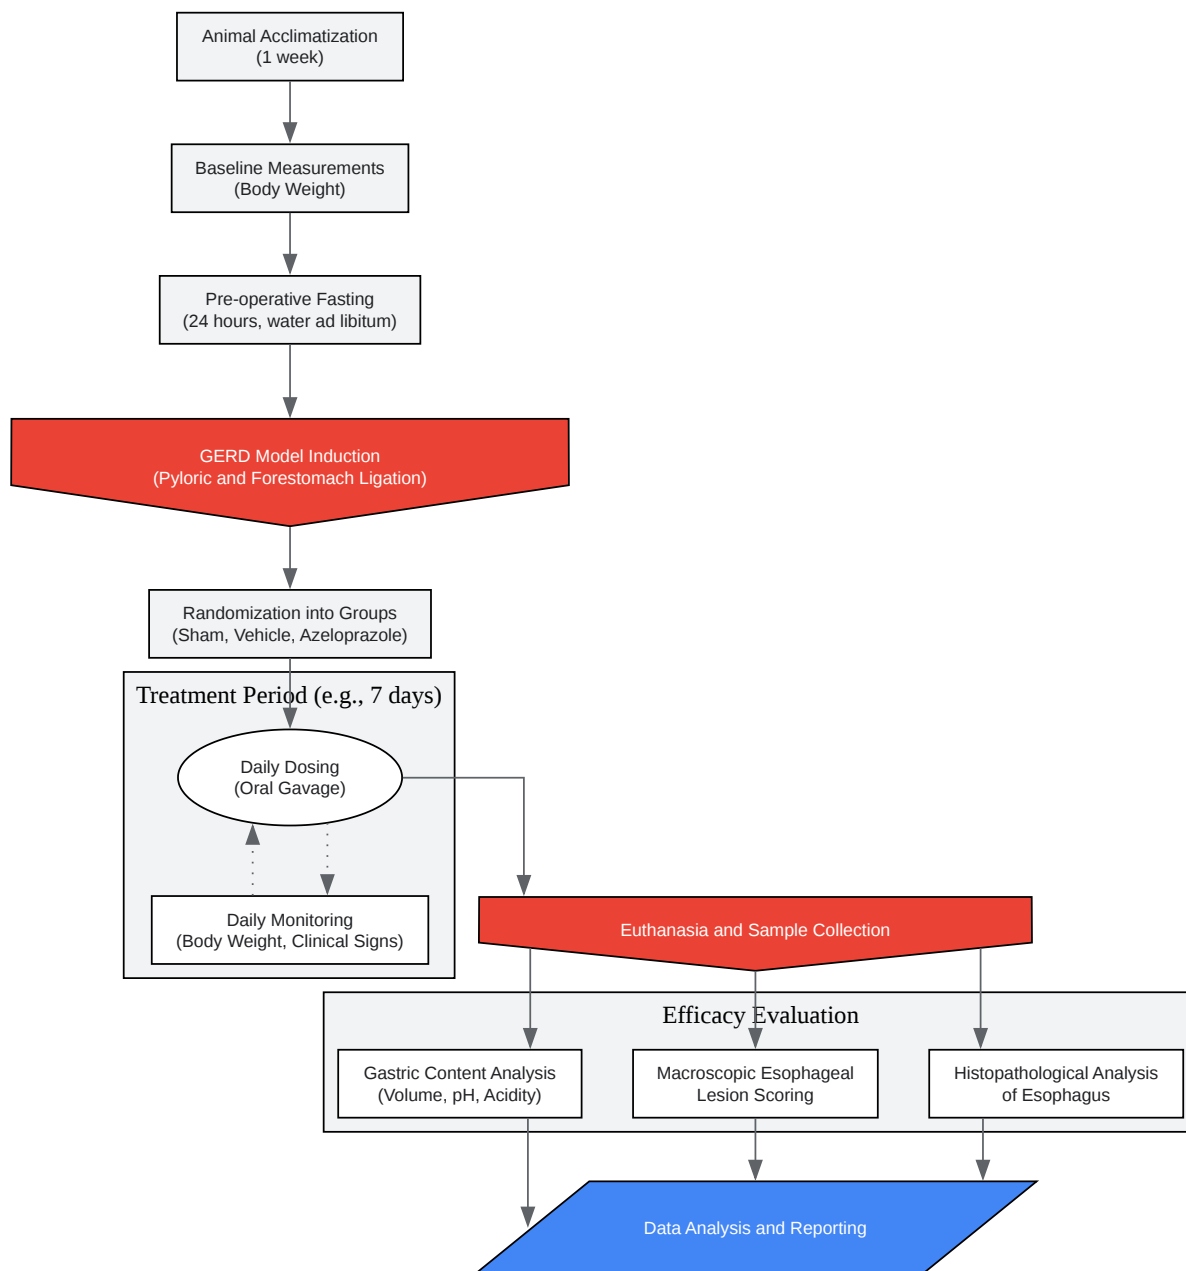 Animal Acclimatization
(1 week)
Baseline Measurements
(Body Weight)
Pre-operative Fasting
(24 hours, water ad libitum)
GERD Model Induction
(Pyloric and Forestomach Ligation)
Randomization into Groups
(Sham, Vehicle, Azeloprazole)
Treatment Period (e.g., 7 days)
Daily Dosing
(Oral Gavage)
Daily Monitoring
(Body Weight, Clinical Signs)
Euthanasia and Sample Collection
Efficacy Evaluation
Gastric Content Analysis
(Volume, pH, Acidity)
Macroscopic Esophageal
Lesion Scoring
Histopathological Analysis
of Esophagus
Data Analysis and Reporting